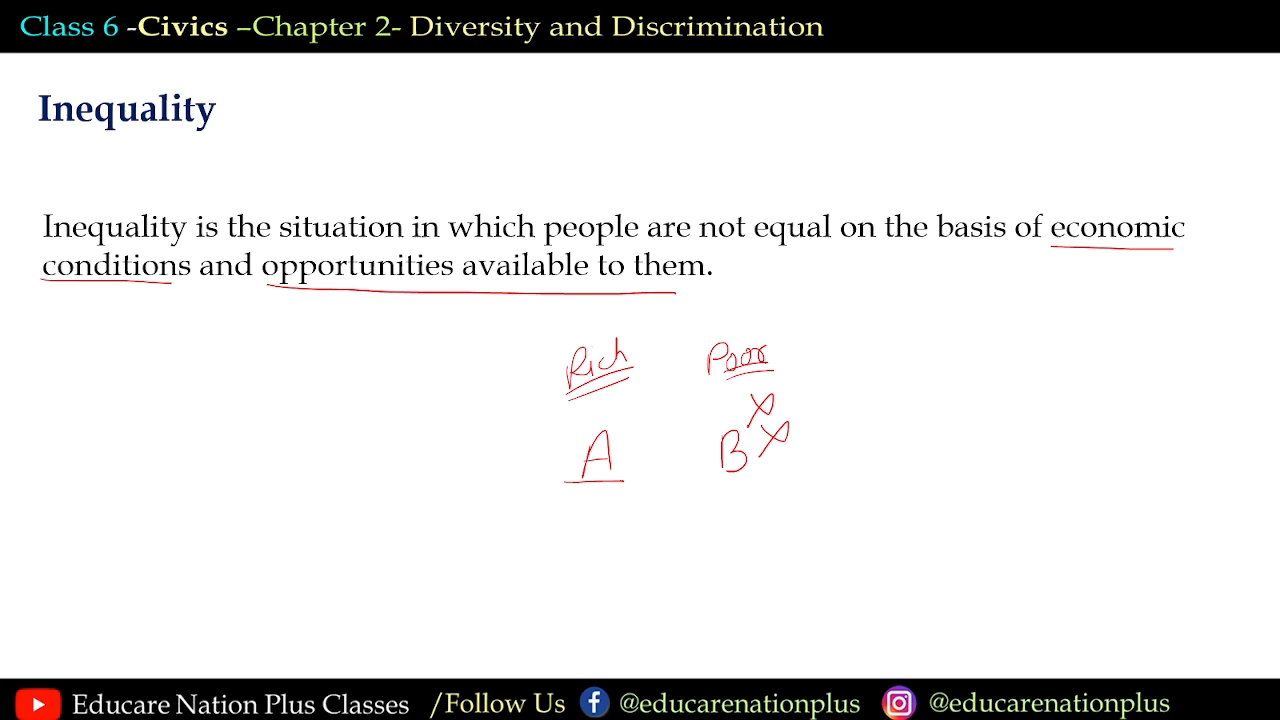 Class 6 -Civics –Chapter 2- Diversity and Discrimination
Inequality
Inequality is the situation in which people are not equal on the basis of economic
conditions and opportunities available to them.
Rich Poor
X
A B X
Educare Nation Plus Classes /Follow Us @educarenationplus @educarenationplus